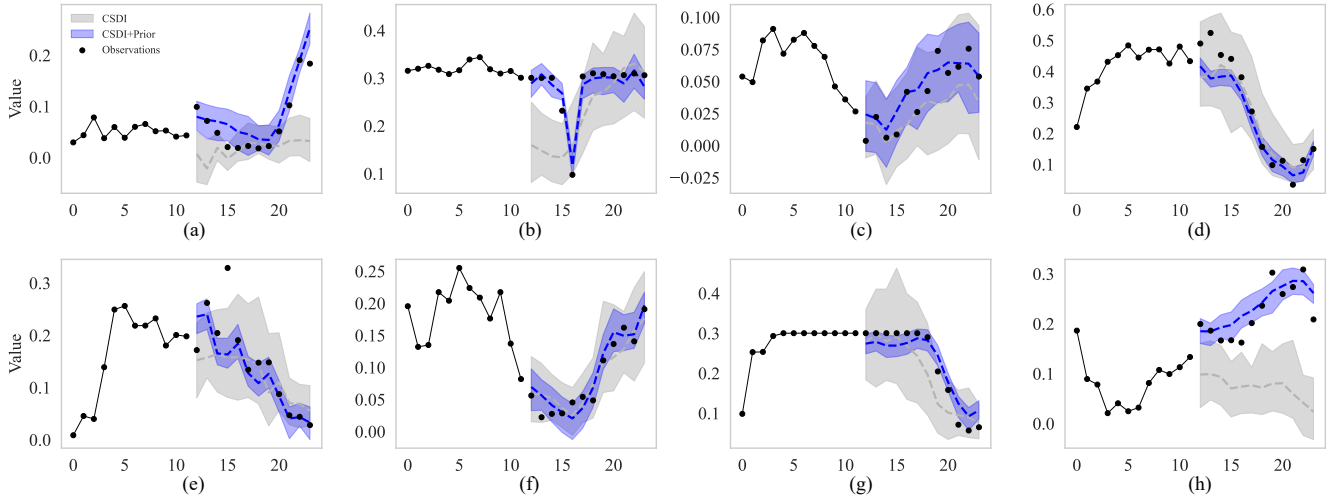 CSDI
CSDI+Prior
Observations
Value
0.2
0.1
0.0
0 5 10 15 20
(a)
0.4
0.3
0.2
0.1
0 5 10 15 20
(b)
0.100
0.075
0.050
0.025
0.000
−0.025
0 5 10 15 20
(c)
0.6
0.5
0.4
0.3
0.2
0.1
0 5 10 15 20
(d)
Value
0.3
0.2
0.1
0.0
0 5 10 15 20
(e)
0.25
0.20
0.15
0.10
0.05
0.00
0 5 10 15 20
(f)
0.4
0.3
0.2
0.1
0 5 10 15 20
(g)
0.3
0.2
0.1
0.0
0 5 10 15 20
(h)